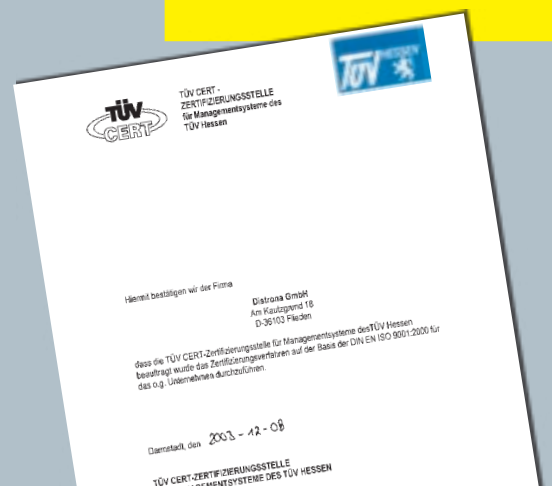 TÜV
CERT
TÜV CERT -
ZERTIFIZIERUNGSSTELLE
für Managementsysteme des
TÜV Hessen
TÜV HESSEN
Hiermit bestätigen wir der Firma
Distrona GmbH
Am Kautzgrund 18
D-36103 Flieden
dass die TÜV CERT-Zertifizierungsstelle für Managementsysteme desTÜV Hessen
beauftragt wurde das Zertifizierungsverfahren auf der Basis der DIN EN ISO 9001:2000 für
das o.g. Unternehmen durchzuführen.
Darmstadt, den 2003-12-08
TÜV CERT-ZERTIFIZIERUNGSSTELLE
DES TÜV HESSEN